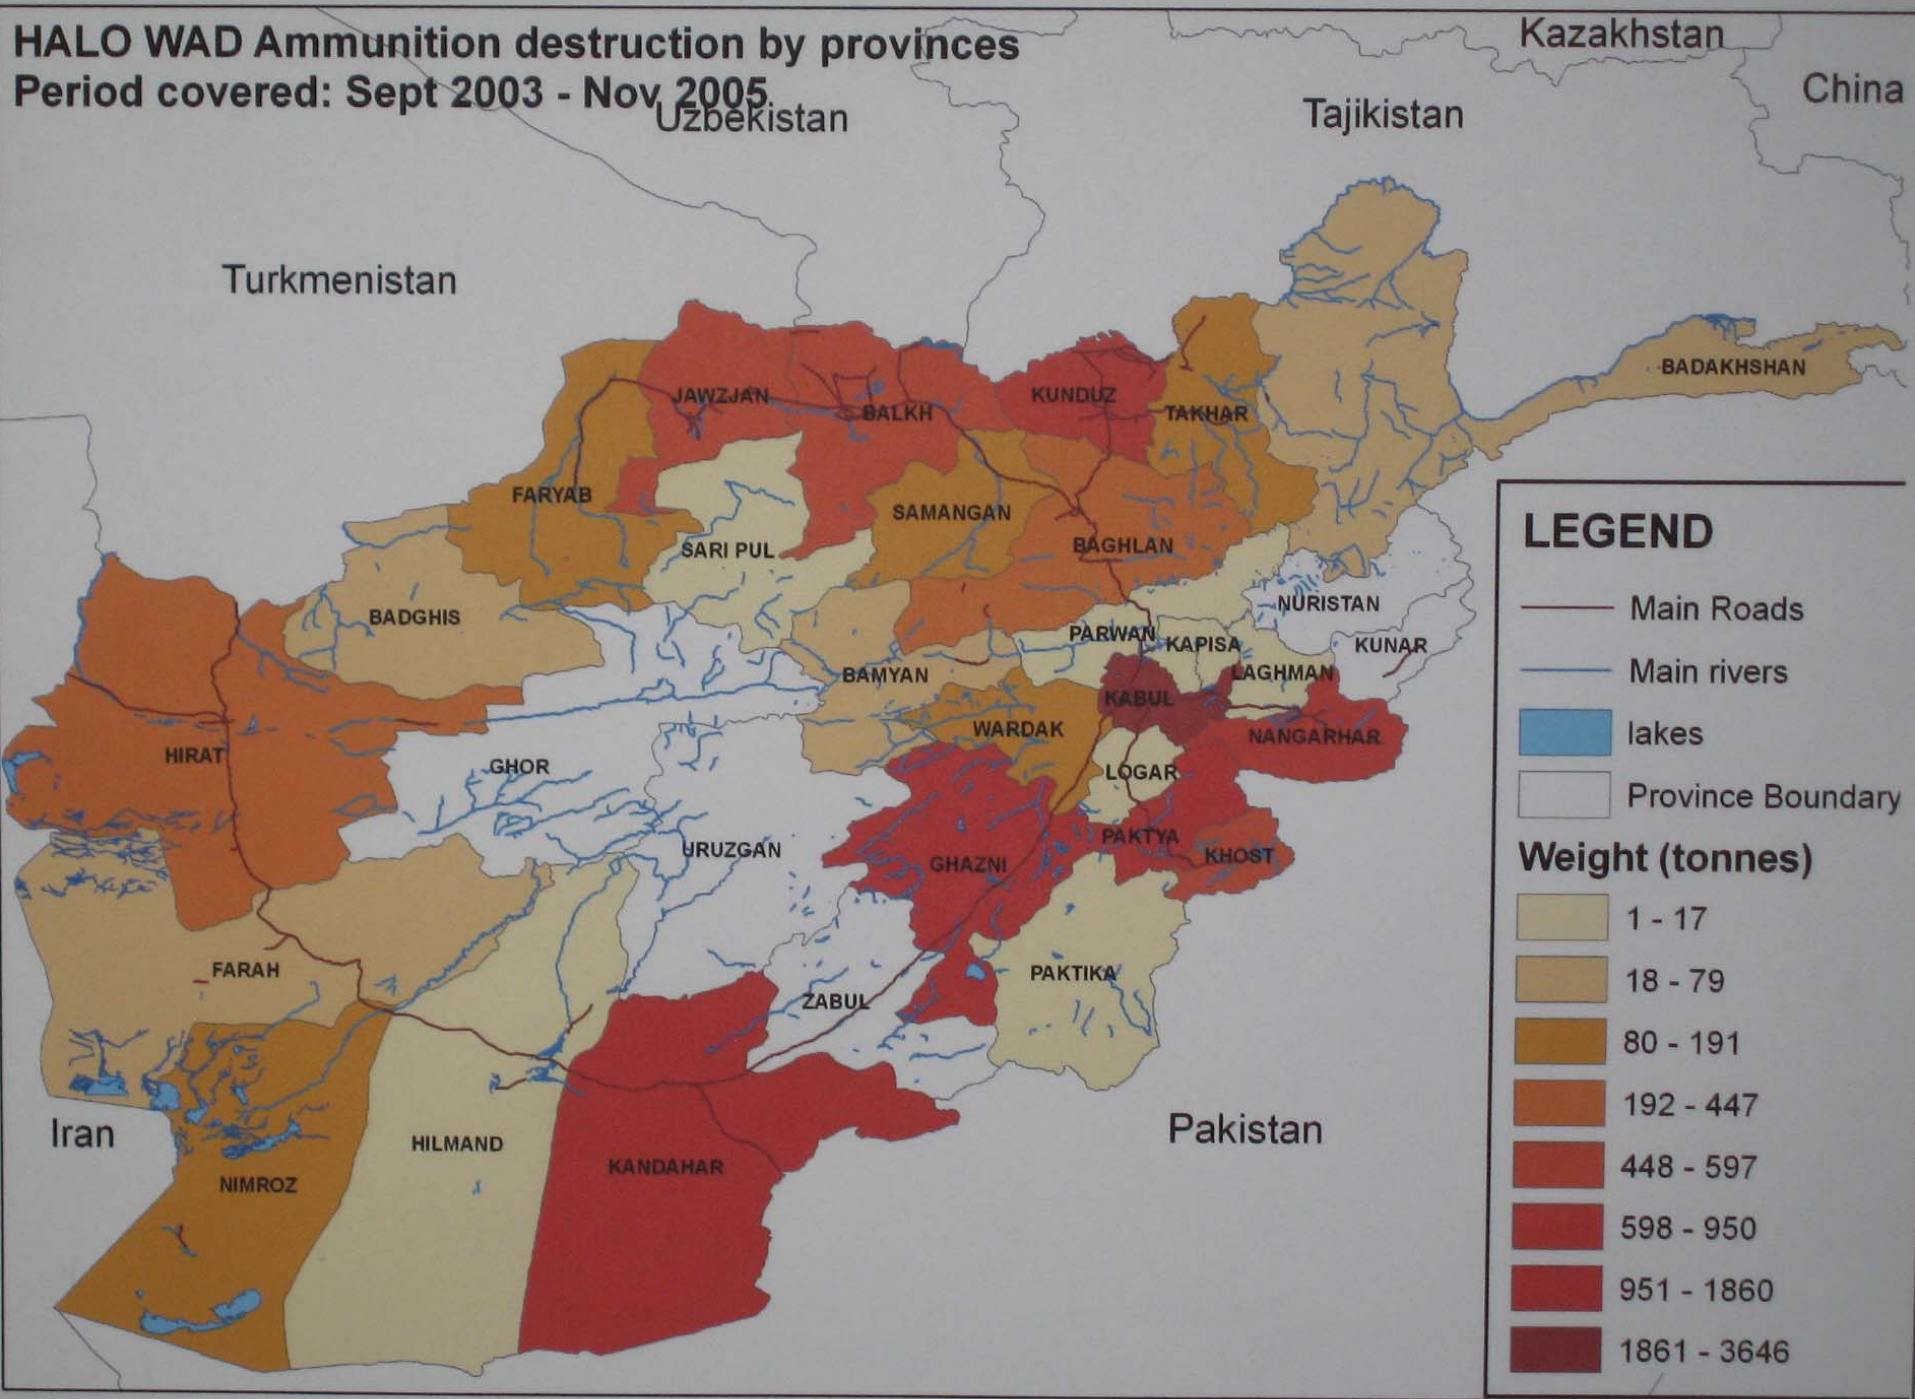 HALO WAD Ammunition destruction by provinces
Period covered: Sept 2003 - Nov 2005
Kazakhstan
China
Uzbekistan
Tajikistan
Turkmenistan
BADAKHSHAN
JAWZJAN
BALKH
KUNDUZ
TAKHAR
FARYAB
SAMANGAN
SARI PUL
BAGHLAN
BADGHIS
NURISTAN
PARWAN
KAPISA
KUNAR
BAMYAN
LAGHMAN
KABUL
WARDAK
NANGARHAR
HIRAT
GHOR
LOGAR
URUZGAN
GHAZNI
PAKTYA
KHOST
FARAH
ZABUL
PAKTIKA
Iran
HILMAND
KANDAHAR
NIMROZ
Pakistan
LEGEND
Main Roads
Main rivers
lakes
Province Boundary
Weight (tonnes)
1 - 17
18 - 79
80 - 191
192 - 447
448 - 597
598 - 950
951 - 1860
1861 - 3646